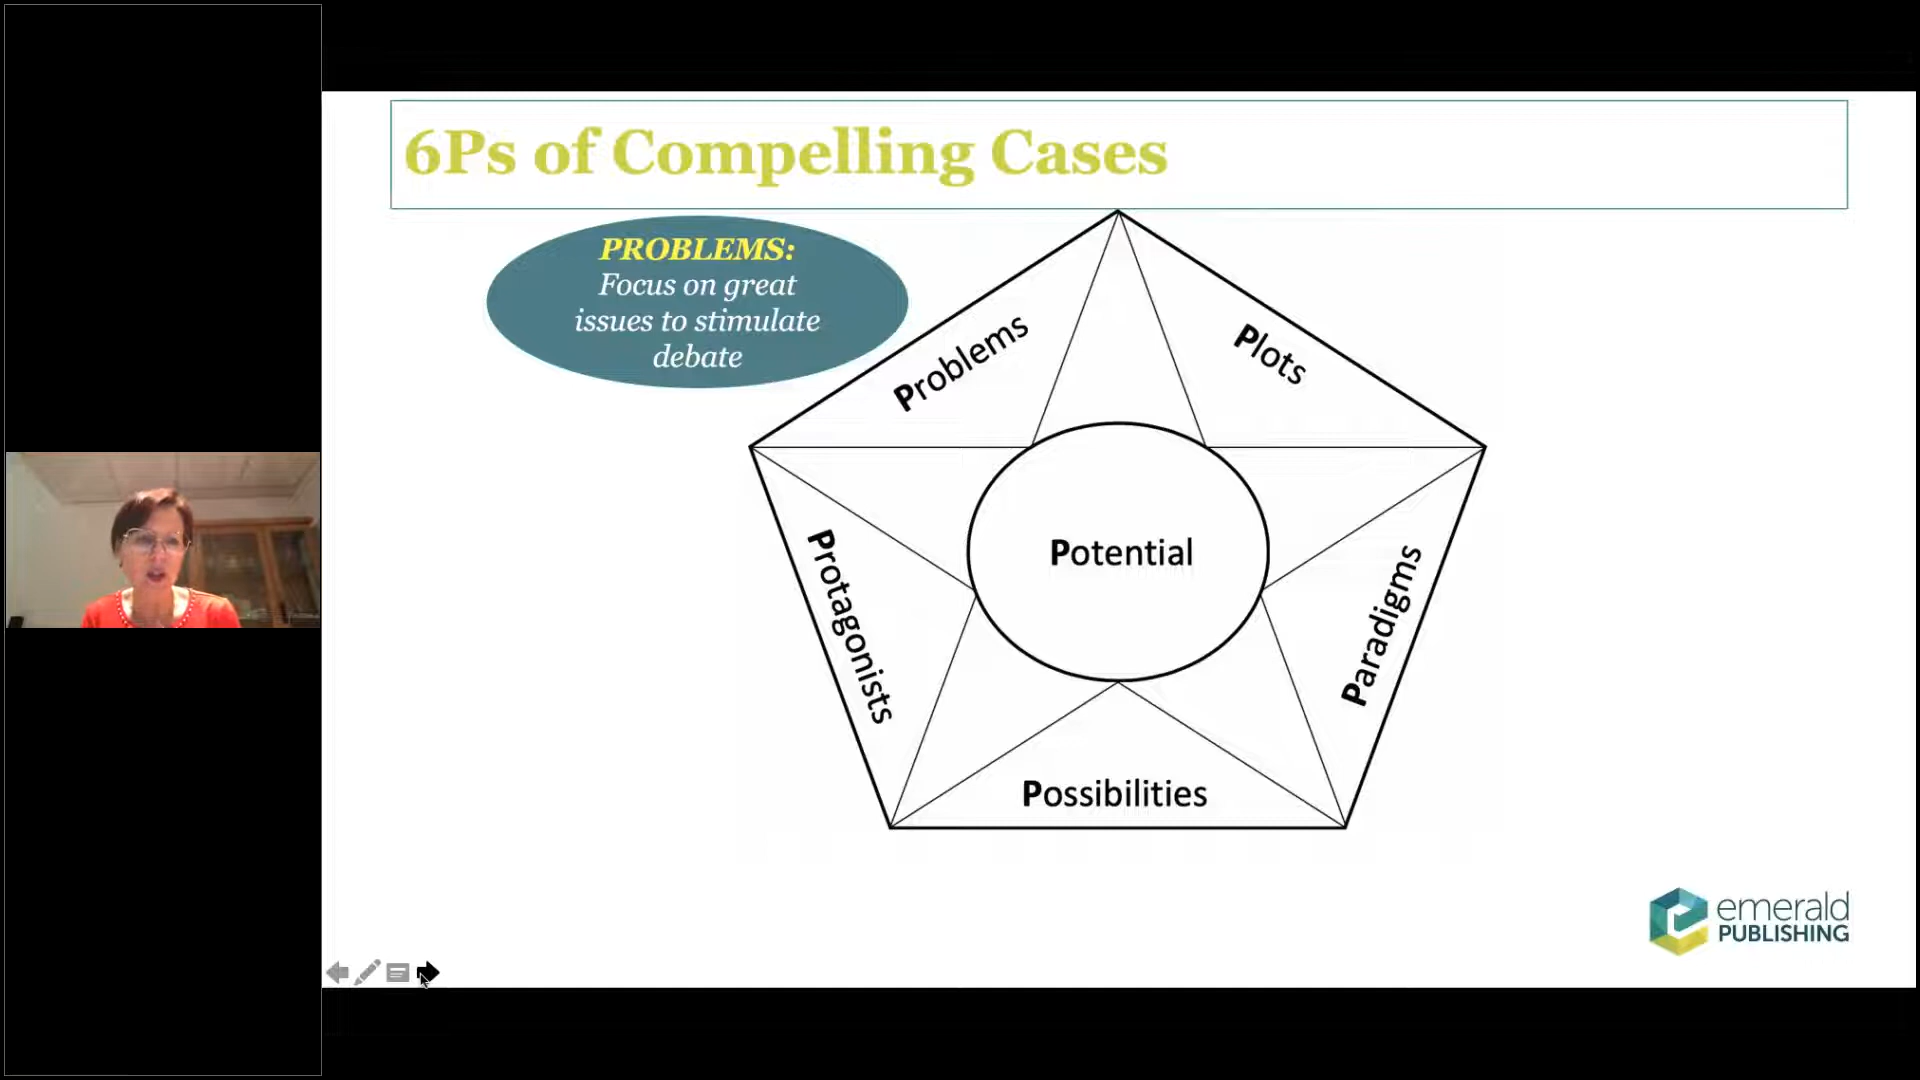 6Ps of Compelling Cases
PROBLEMS:
Focus on great
issues to stimulate
debate
Problems
Plots
Protagonists
Potential
Paradigms
Possibilities
emerald
PUBLISHING